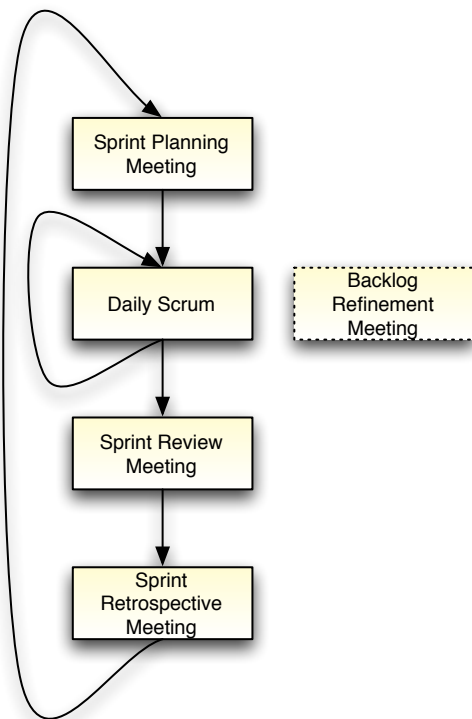 Sprint Planning
Meeting
Daily Scrum
Backlog
Refinement
Meeting
Sprint Review
Meeting
Sprint
Retrospective
Meeting